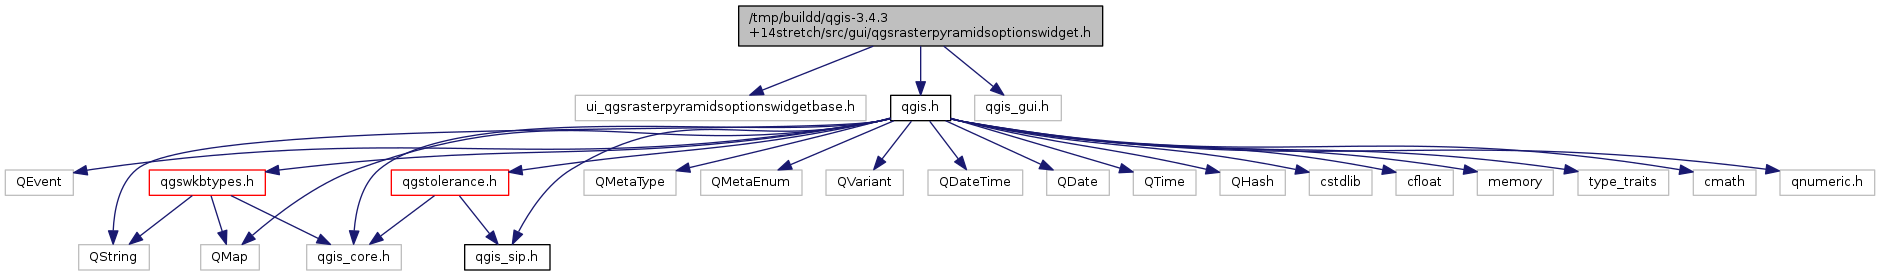 /tmp/buildd/qgis-3.4.3
+14stretch/src/gui/qgsrasterpyramidsoptionswidget.h
ui_qgsrasterpyramidsoptionswidgetbase.h
qgis.h
qgis_gui.h
QEvent
qgswkbtypes.h
qgstolerance.h
QMetaType
QMetaEnum
QVariant
QDateTime
QDate
QTime
QHash
cstdlib
cfloat
memory
type_traits
cmath
qnumeric.h
QString
QMap
qgis_core.h
qgis_sip.h